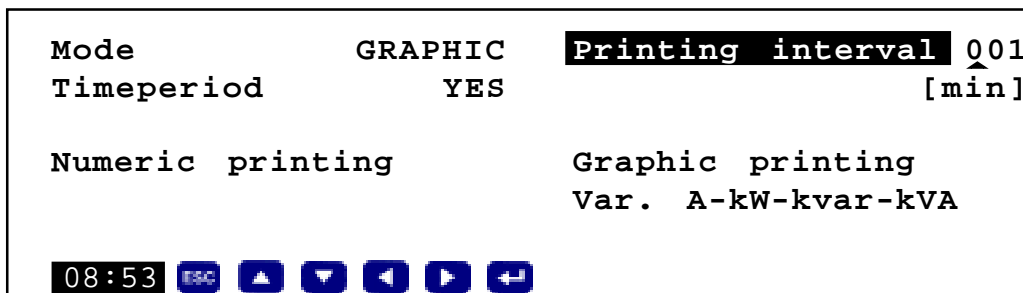 Mode GRAPHIC Printing interval 001
Timeperiod YES [min]
Numeric printing Graphic printing
Var. A-kW-kvar-kVA
08:53 ESC